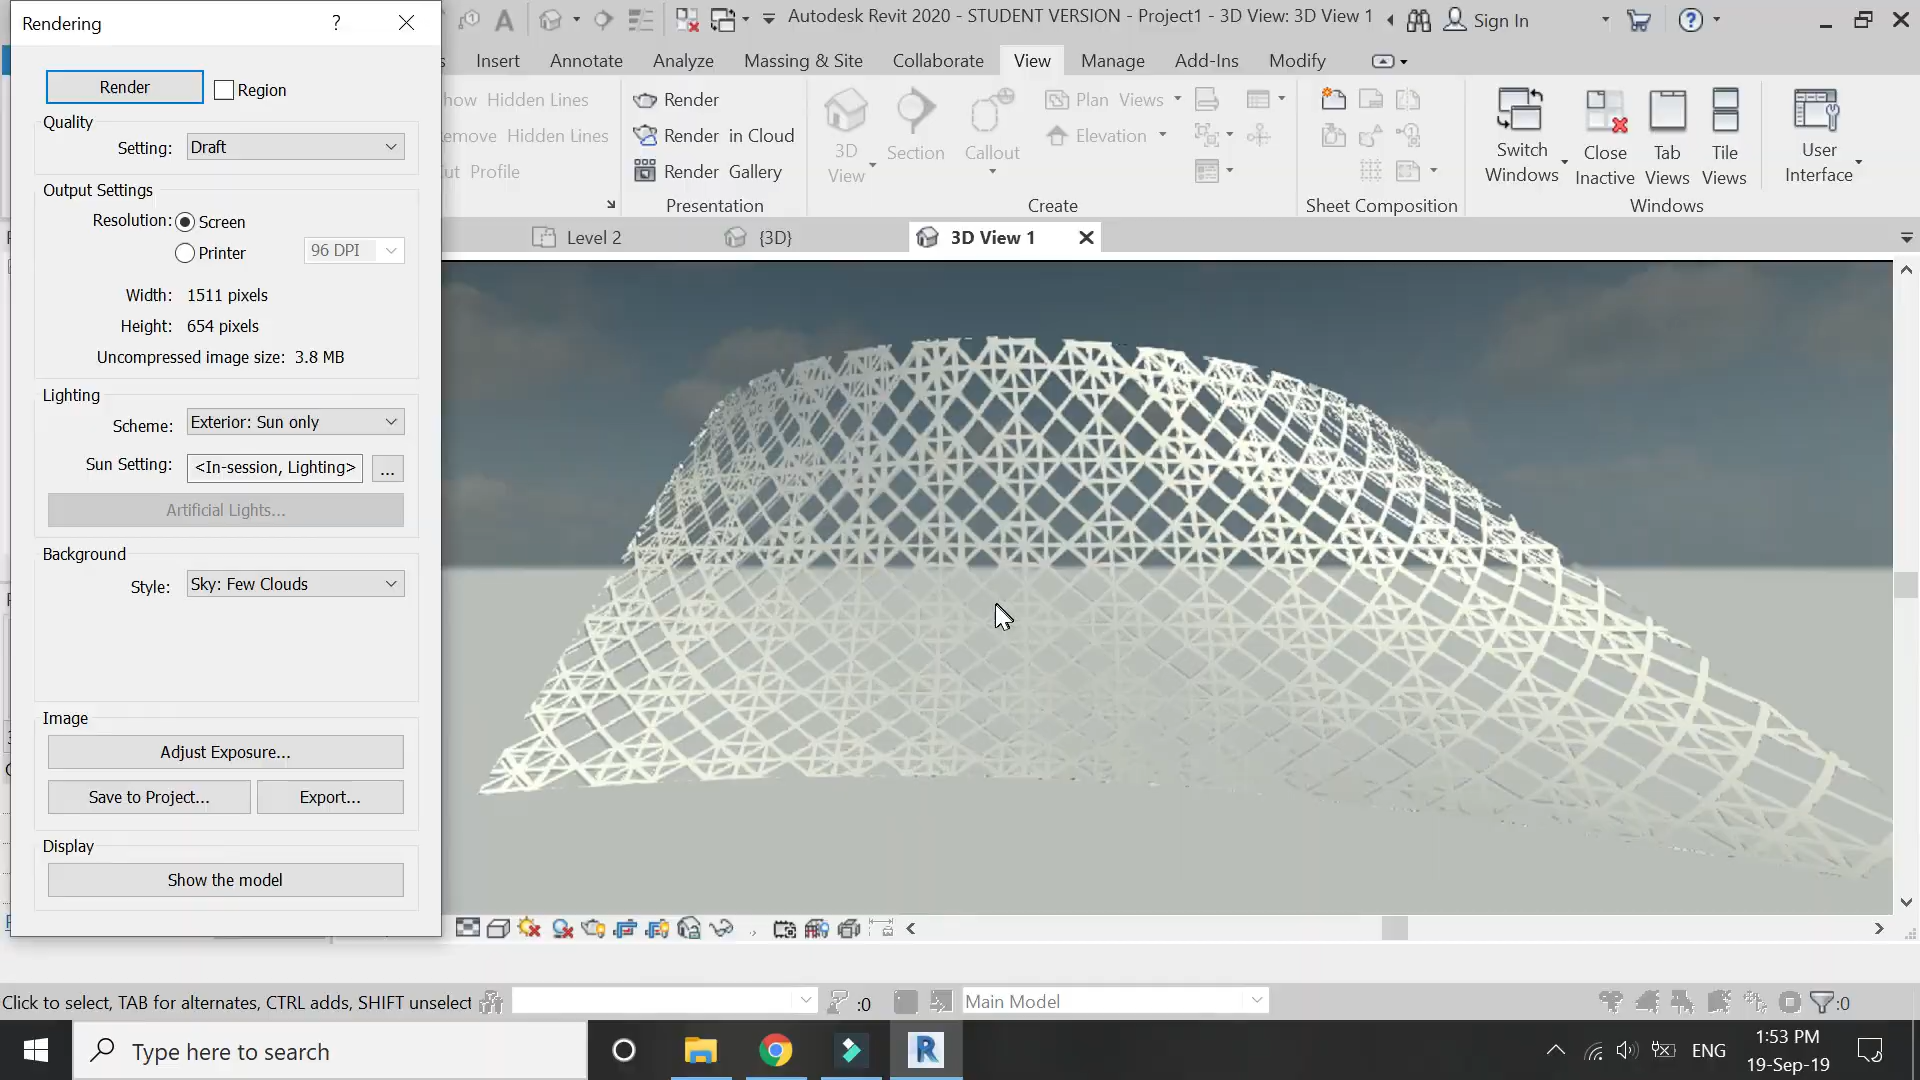 Rendering ?
Autodesk Revit 2020 - STUDENT VERSION - Project1 - 3D View: 3D View 1
Sign In
Insert Annotate Analyze Massing & Site Collaborate View Manage Add-Ins Modify
Render
Region
Quality
Setting: Draft
Output Settings
Resolution: Screen
Printer
96 DPI
Width: 1511 pixels
Height: 654 pixels
Uncompressed image size: 3.8 MB
Lighting
Scheme: Exterior: Sun only
Sun Setting: <In-session, Lighting> ...
Artificial Lights...
Background
Style: Sky: Few Clouds
Image
Adjust Exposure...
Save to Project... Export...
Display
Show the model
Hidden Lines
Hidden Lines
Profile
Render
Render in Cloud
Render Gallery
Presentation
3D
View
Section
Callout
Plan Views
Elevation
Create
Sheet Composition
Switch
Windows
Close
Inactive
Tab
Views
Tile
Views
Windows
User
Interface
Level 2
{3D}
3D View 1
Click to select, TAB for alternates, CTRL adds, SHIFT unselect
:0
Main Model
:0
Type here to search
ENG
1:53 PM
19-Sep-19